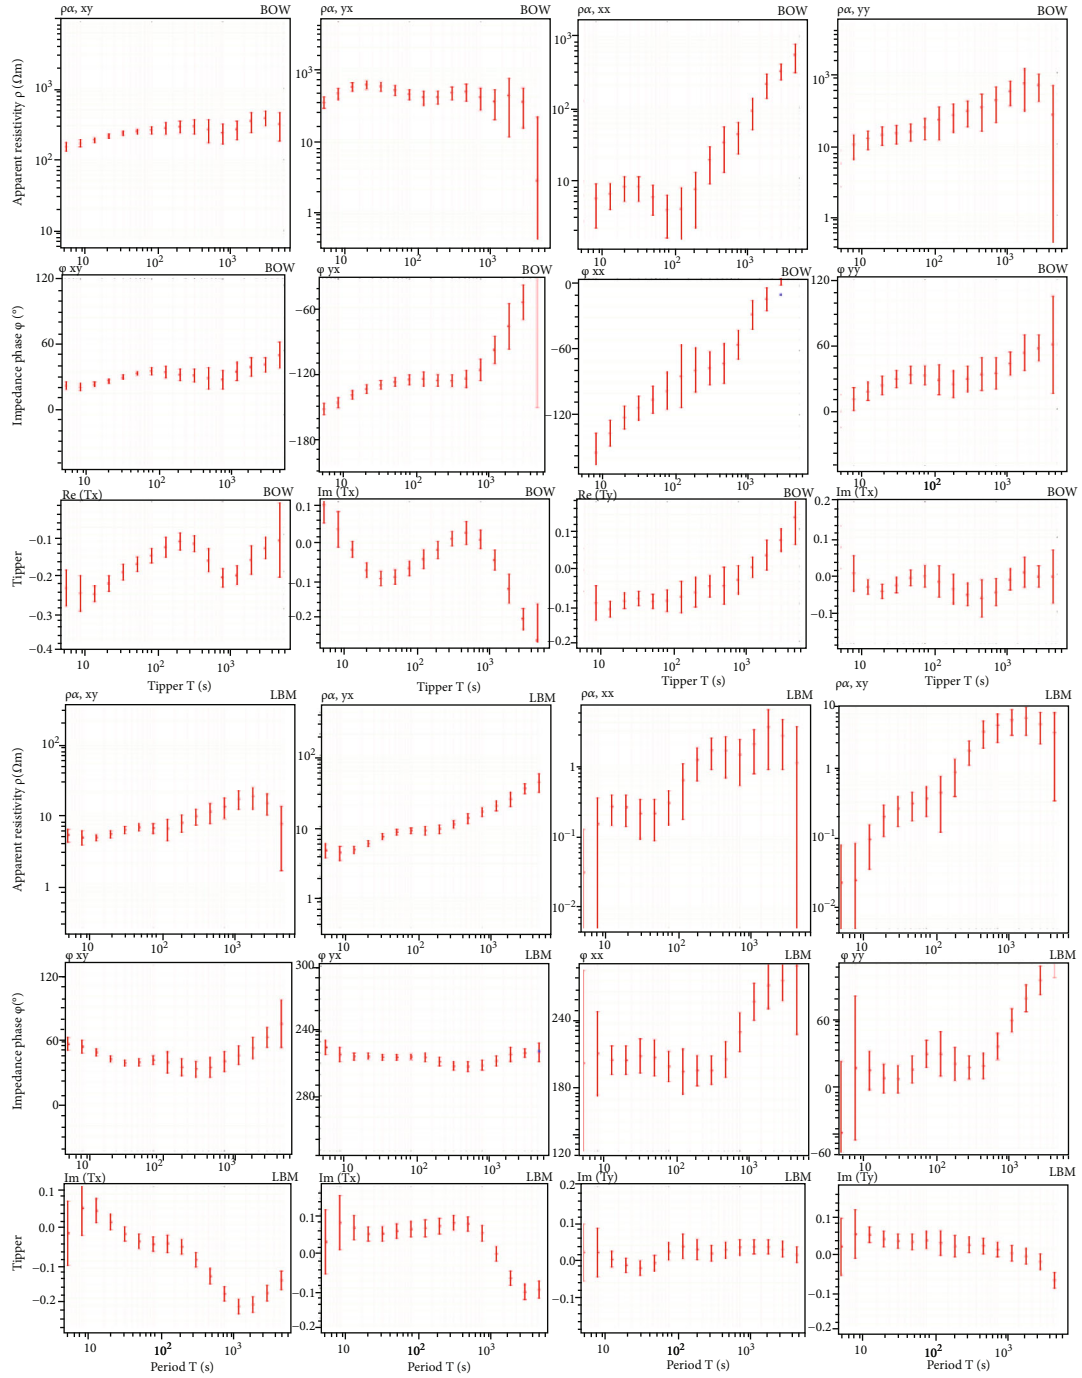 ρα, xy BOW ρα, yx BOW ρα, xx BOW ρα, yy BOW
Apparent resistivity ρ (Ωm)
10³ 10² 10
10³ 10 1
10³ 10² 10
10³ 10 1
10 10² 10³ 10 10² 10³ 10 10² 10³ 10 10² 10³
φ xy BOW φ yx BOW φ xx BOW φ yy BOW
Impedance phase φ (°)
120 60 0
−60 −120 −180
0 −60 −120
120 60 0
10 10² 10³ 10 10² 10³ 10 10² 10³ 10 10² 10³
Re (Tx) BOW Im (Tx) BOW Re (Ty) BOW Im (Tx) BOW
Tipper
−0.1 −0.2 −0.3 −0.4
0.1 0.0 −0.1 −0.2
0.1 0.0 −0.1 −0.2
0.2 0.1 0.0 −0.1
10 10² 10³ 10 10² 10³ 10 10² 10³ 10 10² 10³
Tipper T (s) Tipper T (s) Tipper T (s) Tipper T (s)
ρα, xy LBM ρα, yx LBM ρα, xx LBM ρα, xy LBM
Apparent resistivity ρ (Ωm)
10² 10 1
10² 10 1
1 10⁻¹ 10⁻²
10 1 10⁻¹ 10⁻²
10 10² 10³ 10 10² 10³ 10 10² 10³ 10 10² 10³
φ xy LBM φ yx LBM φ xx LBM φ yy LBM
Impedance phase φ(°)
120 60 0
300 240 280
240 180 120
60 0 −60
10 10² 10³ 10 10² 10³ 10 10² 10³ 10 10² 10³
Im (Tx) LBM Im (Tx) LBM Im (Ty) LBM Im (Ty) LBM
Tipper
0.1 0.0 −0.1 −0.2
0.1 0.0 −0.1 −0.2
0.2 0.1 0.0 −0.1
0.1 0.0 −0.1 −0.2
10 10² 10³ 10 10² 10³ 10 10² 10³ 10 10² 10³
Period T (s) Period T (s) Period T (s) Period T (s)